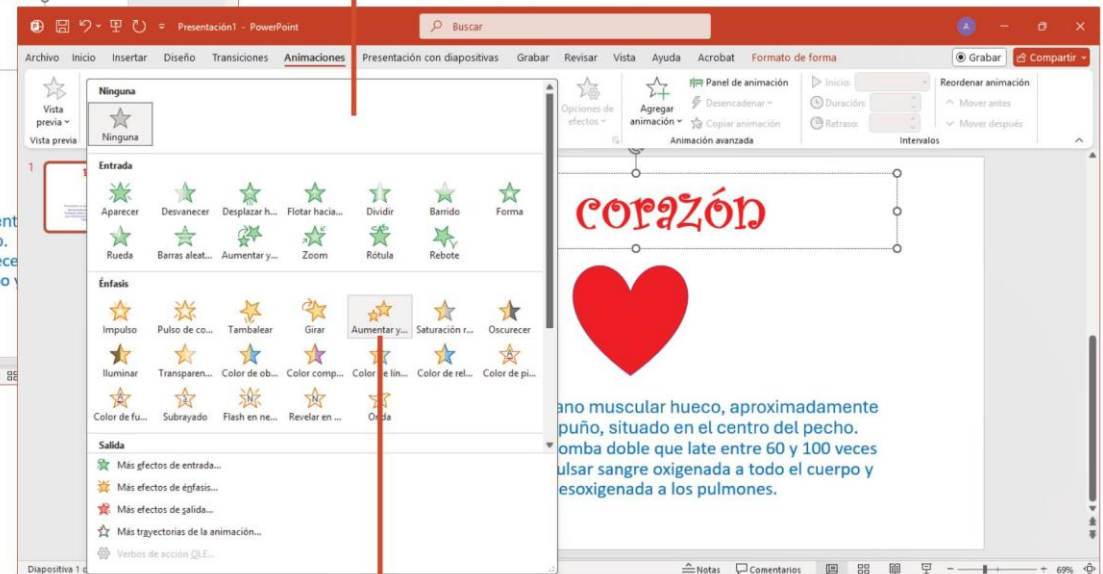 Presentación1 - PowerPoint
Buscar
A
Archivo Inicio Insertar Diseño Transiciones Animaciones Presentación con diapositivas Grabar Revisar Vista Ayuda Acrobat Formato de forma
Grabar
Compartir
Vista previa
Vista previa
Opciones de efectos
Agregar animación
Panel de animación
Desencadenar
Copiar animación
Animación avanzada
Inicio:
Duración:
Retraso:
Intervalos
Reordenar animación
Mover antes
Mover después
Ninguna
Ninguna
Entrada
Aparecer Desvanecer Desplazar h... Flotar hacia... Dividir Barrido Forma
Rueda Barras aleat... Aumentar y... Zoom Rótula Rebote
Énfasis
Impulso Pulso de co... Tambalear Girar Aumentar y... Saturación r... Oscurecer
Iluminar Transparen... Color de ob... Color comp... Color de lín... Color de rel... Color de pi...
Color de fu... Subrayado Flash en ne... Revelar en ... Onda
Salida
Más efectos de entrada...
Más efectos de énfasis...
Más efectos de salida...
Más trayectorias de la animación...
Verbos de acción OLE...
1
corazón
ano muscular hueco, aproximadamente
puño, situado en el centro del pecho.
omba doble que late entre 60 y 100 veces
ulsar sangre oxigenada a todo el cuerpo y
esoxigenada a los pulmones.
Diapositiva 1
Notas Comentarios 69%